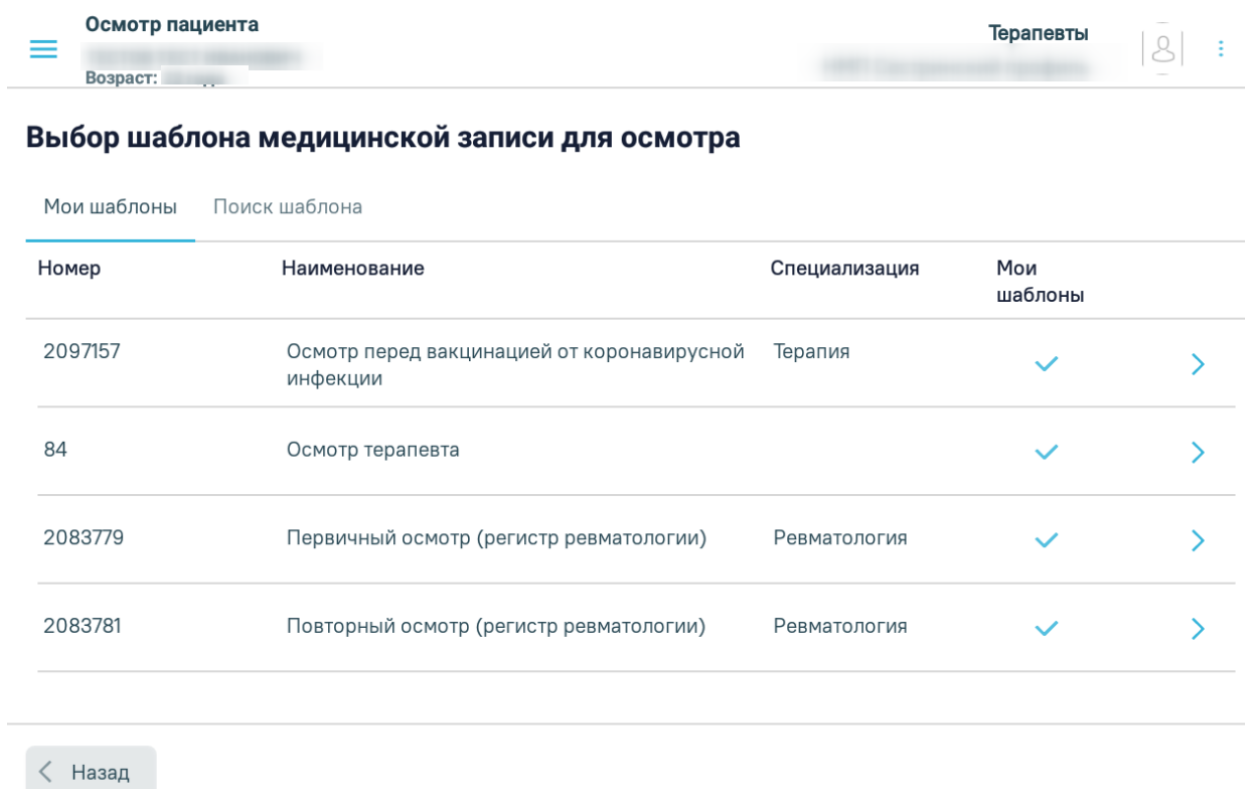 Осмотр пациента
Терапевты
Возраст:
Выбор шаблона медицинской записи для осмотра
Мои шаблоны Поиск шаблона
Номер Наименование Специализация Мои
шаблоны
2097157 Осмотр перед вакцинацией от коронавирусной Терапия
инфекции
84 Осмотр терапевта
2083779 Первичный осмотр (регистр ревматологии) Ревматология
2083781 Повторный осмотр (регистр ревматологии) Ревматология
Назад